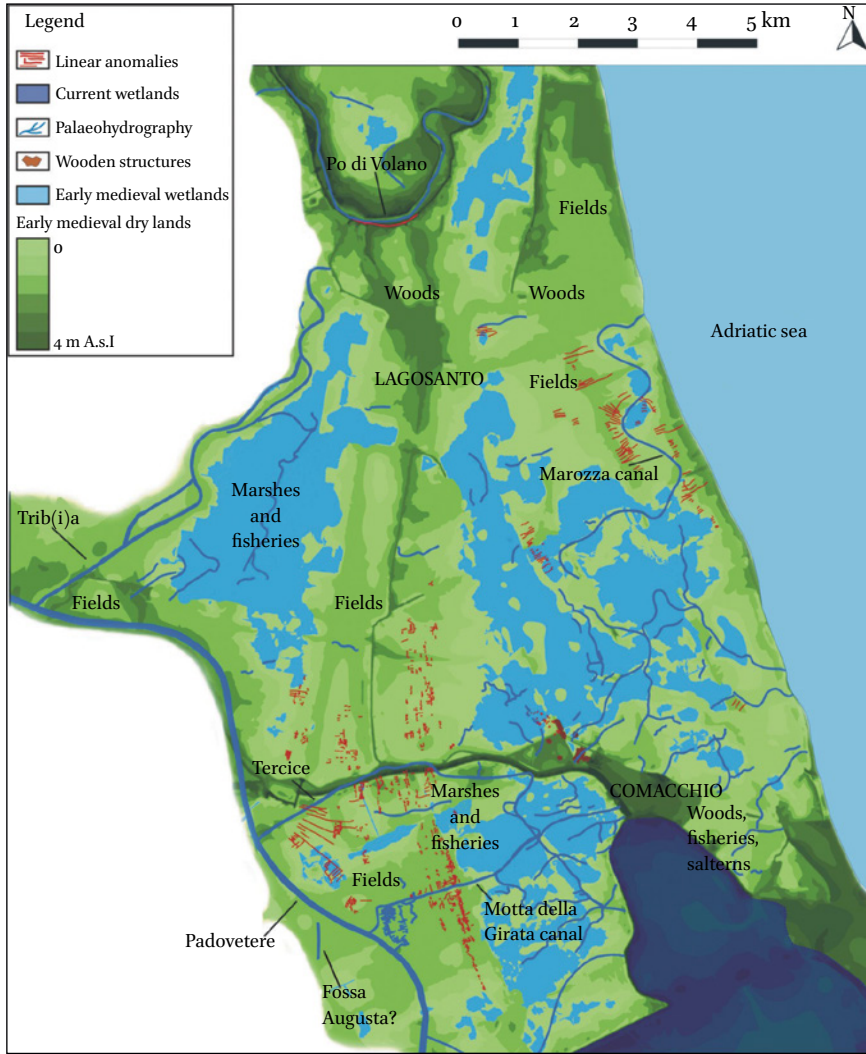 Legend
Linear anomalies
Current wetlands
Palaeohydrography
Wooden structures
Early medieval wetlands
Early medieval dry lands
0
4 m A.s.l
0 1 2 3 4 5 km
N
Po di Volano
Fields
Woods
Woods
Adriatic sea
LAGOSANTO
Fields
Marozza canal
Marshes
and
fisheries
Trib(i)a
Fields
Fields
Tercice
Marshes
and
fisheries
COMACCHIO
Woods,
fisheries,
salterns
Fields
Motta della
Girata canal
Padovetere
Fossa
Augusta?